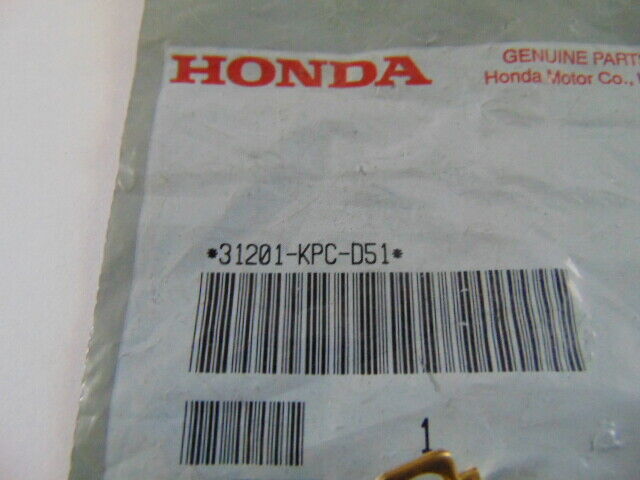 HONDA
GENUINE PARTS
Honda Motor Co.,
*31201-KPC-D51*
1